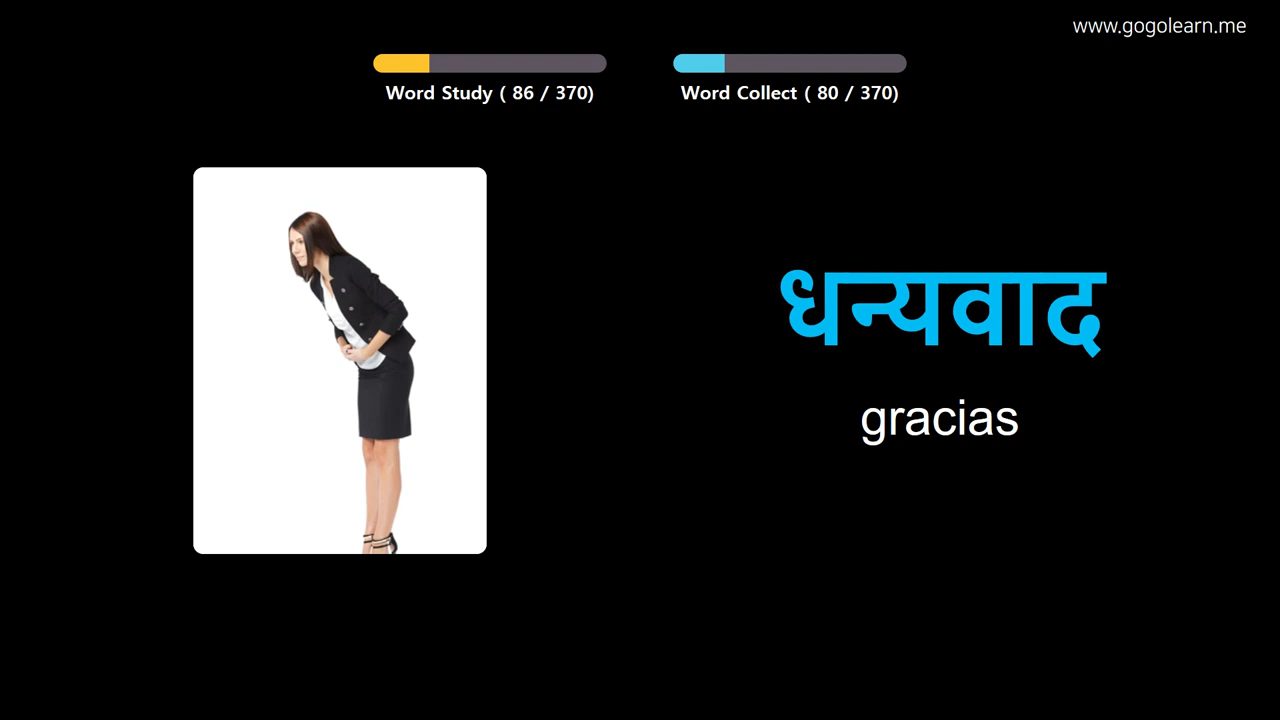 www.gogolearn.me
Word Study ( 86 / 370)
Word Collect ( 80 / 370)
धन्यवाद
gracias